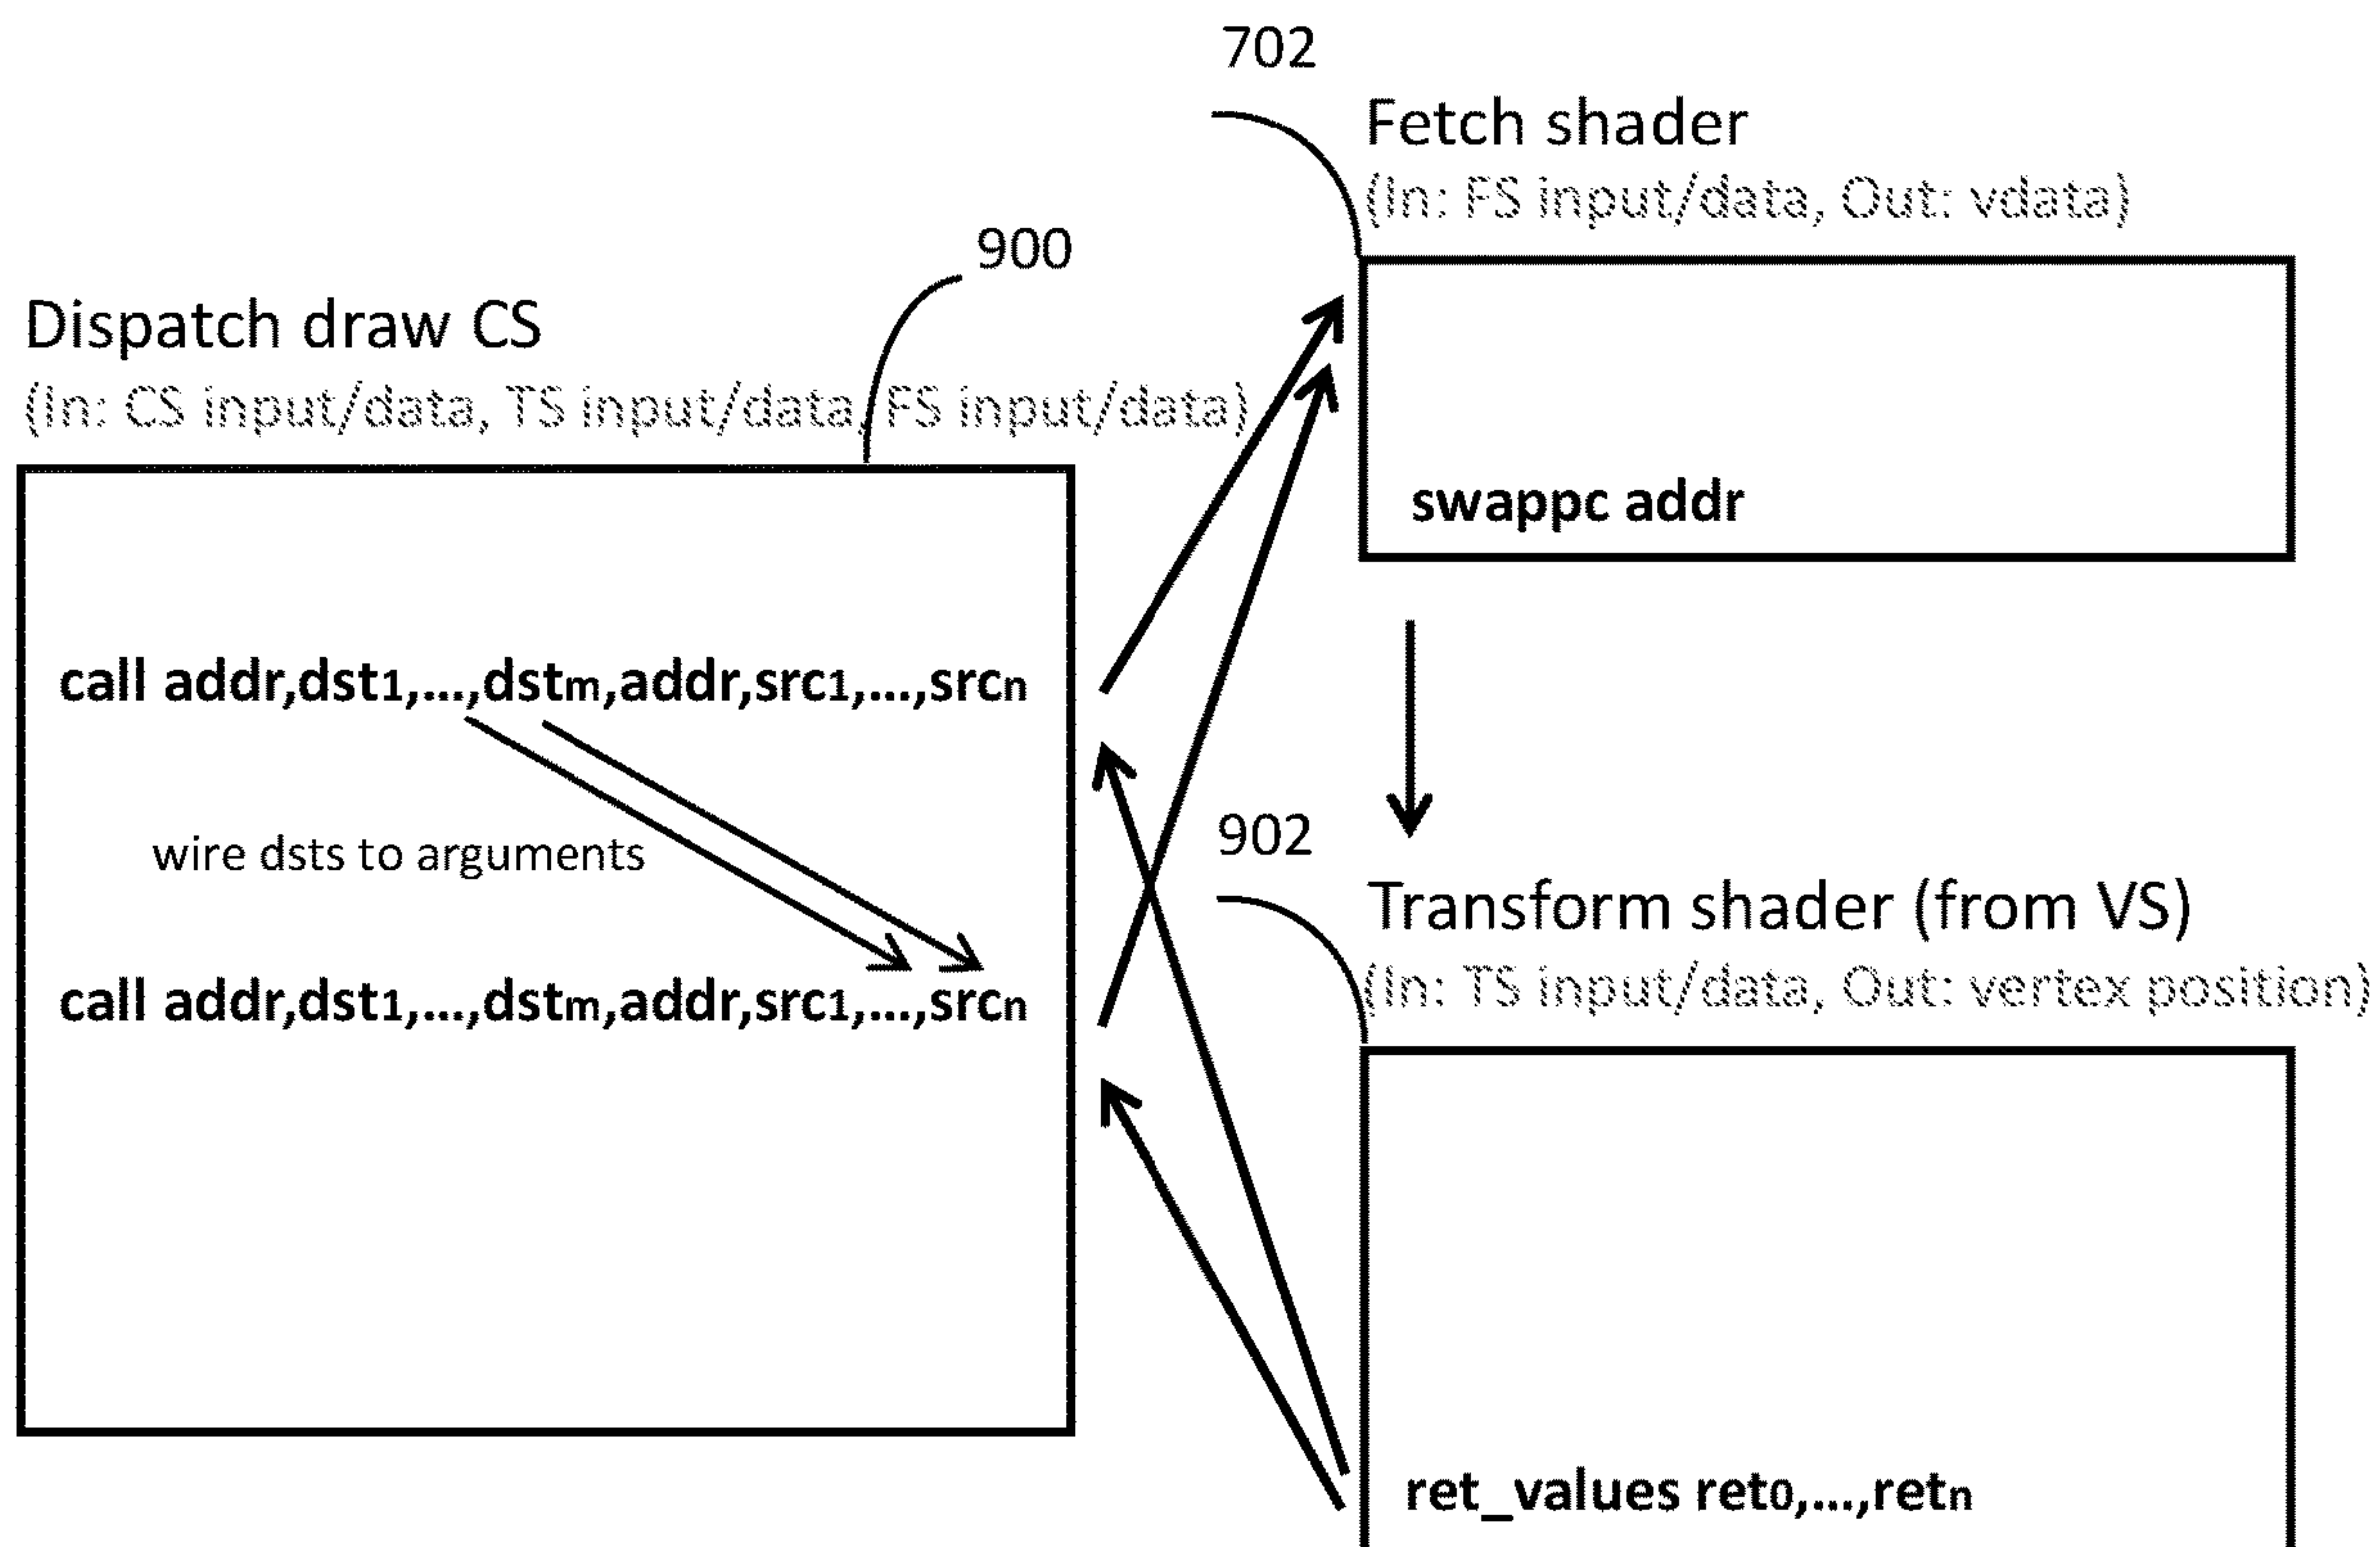 702
Fetch shader
(In: FS input/data, Out: vdata)
900
Dispatch draw CS
(In: CS input/data, TS input/data, FS input/data)
swappc addr
call addr,dst1,...,dstm,addr,src1,...,srcn
wire dsts to arguments
902
Transform shader (from VS)
(In: TS input/data, Out: vertex position)
call addr,dst1,...,dstm,addr,src1,...,srcn
ret_values ret0,...,retn